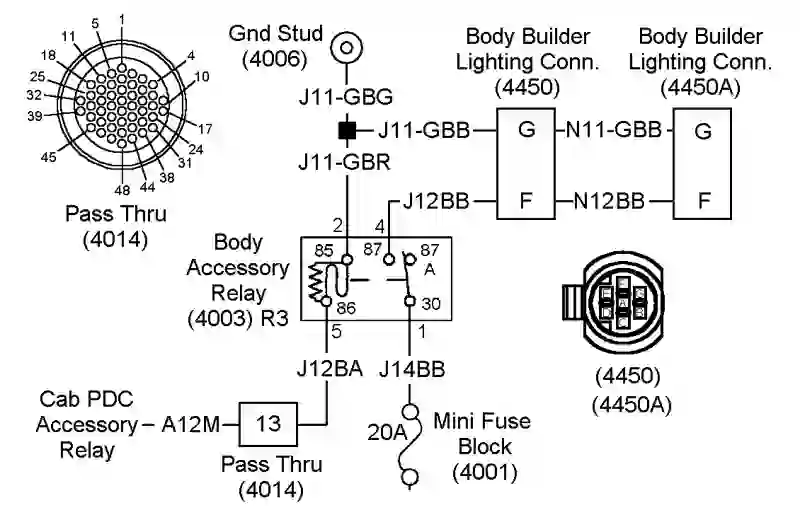 1
5
11
18
25
32
39
45
4
10
17
24
31
38
44
48
Pass Thru
(4014)
Gnd Stud
(4006)
J11-GBG
J11-GBB
J11-GBR
Body Builder
Lighting Conn.
(4450)
G
F
N11-GBB
N12BB
Body Builder
Lighting Conn.
(4450A)
G
F
J12BB
2
4
Body
Accessory
Relay
(4003) R3
85
87
87
A
86
30
5
1
J12BA
J14BB
(4450)
(4450A)
Cab PDC
Accessory
Relay
A12M
13
Pass Thru
(4014)
20A
Mini Fuse
Block
(4001)